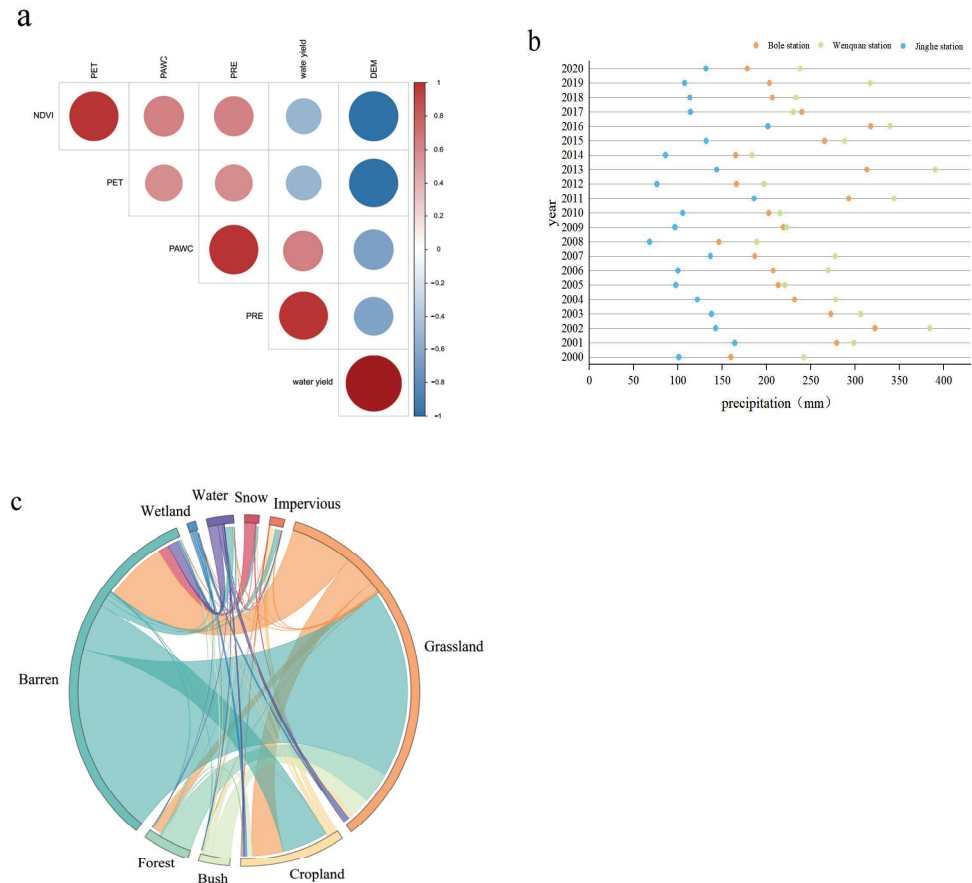 a
PET
PAWC
PRE
water yield
DEM
NDVI
PET
PAWC
PRE
water yield
1
0.8
0.6
0.4
0.2
0
−0.2
−0.4
−0.6
−0.8
−1
b
Bole station Wenquan station Jinghe station
year
2020
2019
2018
2017
2016
2015
2014
2013
2012
2011
2010
2009
2008
2007
2006
2005
2004
2003
2002
2001
2000
0 50 100 150 200 250 300 350 400
precipitation（mm）
c
Wetland
Water
Snow
Impervious
Grassland
Barren
Forest
Bush
Cropland